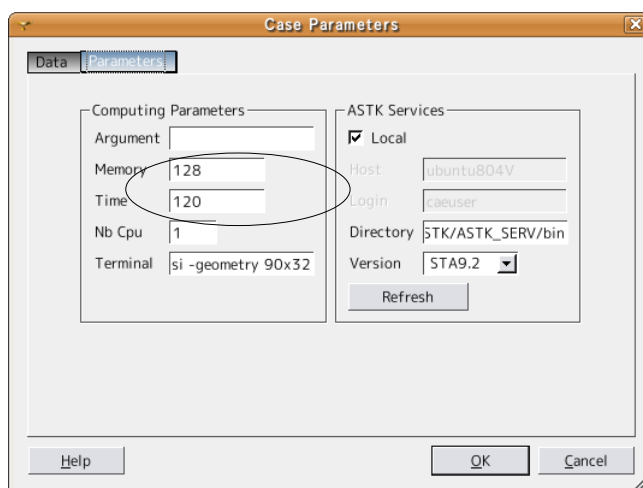 Case Parameters
Data Parameters
Computing Parameters
Argument
Memory 128
Time 120
Nb Cpu 1
Terminal si -geometry 90x32
ASTK Services
Local
Host ubuntu804V
Login caeuser
Directory STK/ASTK_SERV/bin
Version STA9.2
Refresh
Help OK Cancel